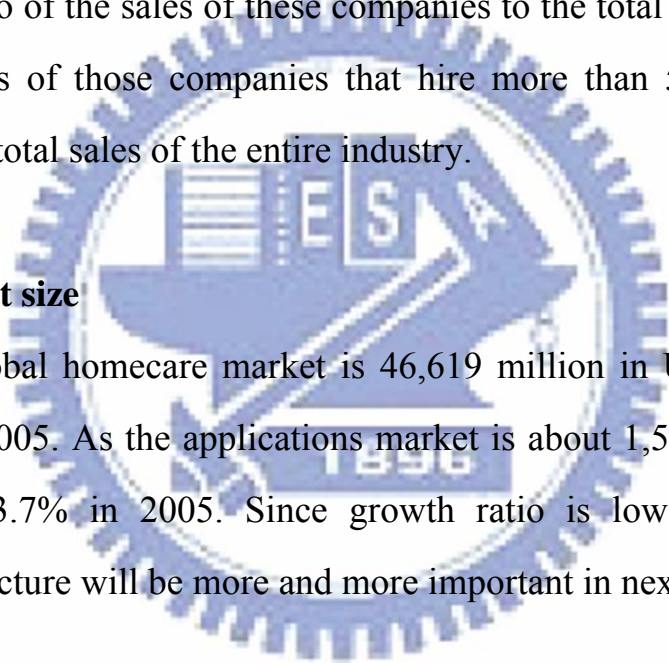 o of the sales of these companies to the total
s of those companies that hire more than
total sales of the entire industry.
E S A
t size
obal homecare market is 46,619 million in
005. As the applications market is about 1,5
1896
3.7% in 2005. Since growth ratio is low
cture will be more and more important in nex